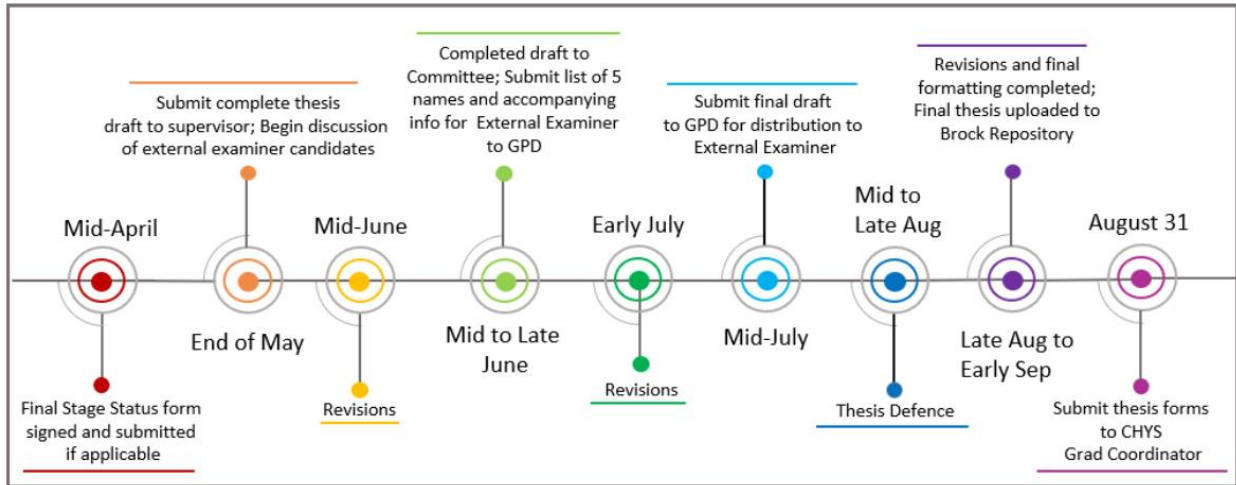 Mid-April
Final Stage Status form
signed and submitted
if applicable
Submit complete thesis
draft to supervisor; Begin discussion
of external examiner candidates
End of May
Mid-June
Revisions
Completed draft to
Committee; Submit list of 5
names and accompanying
info for External Examiner
to GPD
Mid to Late
June
Early July
Revisions
Submit final draft
to GPD for distribution to
External Examiner
Mid-July
Mid to
Late Aug
Thesis Defence
Revisions and final
formatting completed;
Final thesis uploaded to
Brock Repository
Late Aug to
Early Sep
August 31
Submit thesis forms
to CHYS
Grad Coordinator